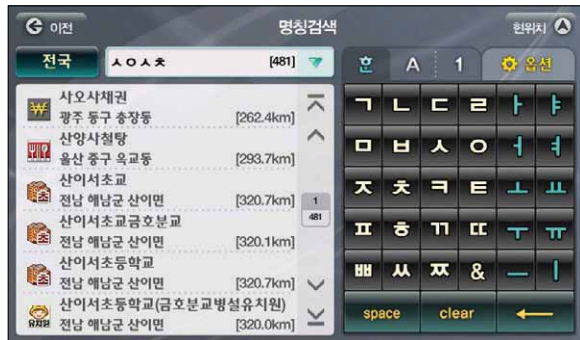 이전 명칭검색 현위치
전국 ㅅㅇㅅㅊ [481] 훈 A 1 옵션
사오사채권
광주 동구 충장동 [262.4km]
산양사철탕
울산 중구 옥교동 [293.7km]
산이서초교
전남 해남군 산이면 [320.7km]
산이서초교금호분교
전남 해남군 산이면 [320.1km]
산이서초등학교
전남 해남군 산이면 [320.7km]
산이서초등학교(금호분교병설유치원)
유치원 전남 해남군 산이면 [320.0km]
1
481
ㄱ ㄴ ㄷ ㄹ ㅏ ㅑ
ㅁ ㅂ ㅅ ㅇ ㅓ ㅕ
ㅈ ㅊ ㅋ ㅌ ㅗ ㅛ
ㅍ ㅎ ㄲ ㄸ ㅜ ㅠ
ㅃ ㅆ ㅉ & ㅡ ㅣ
space clear